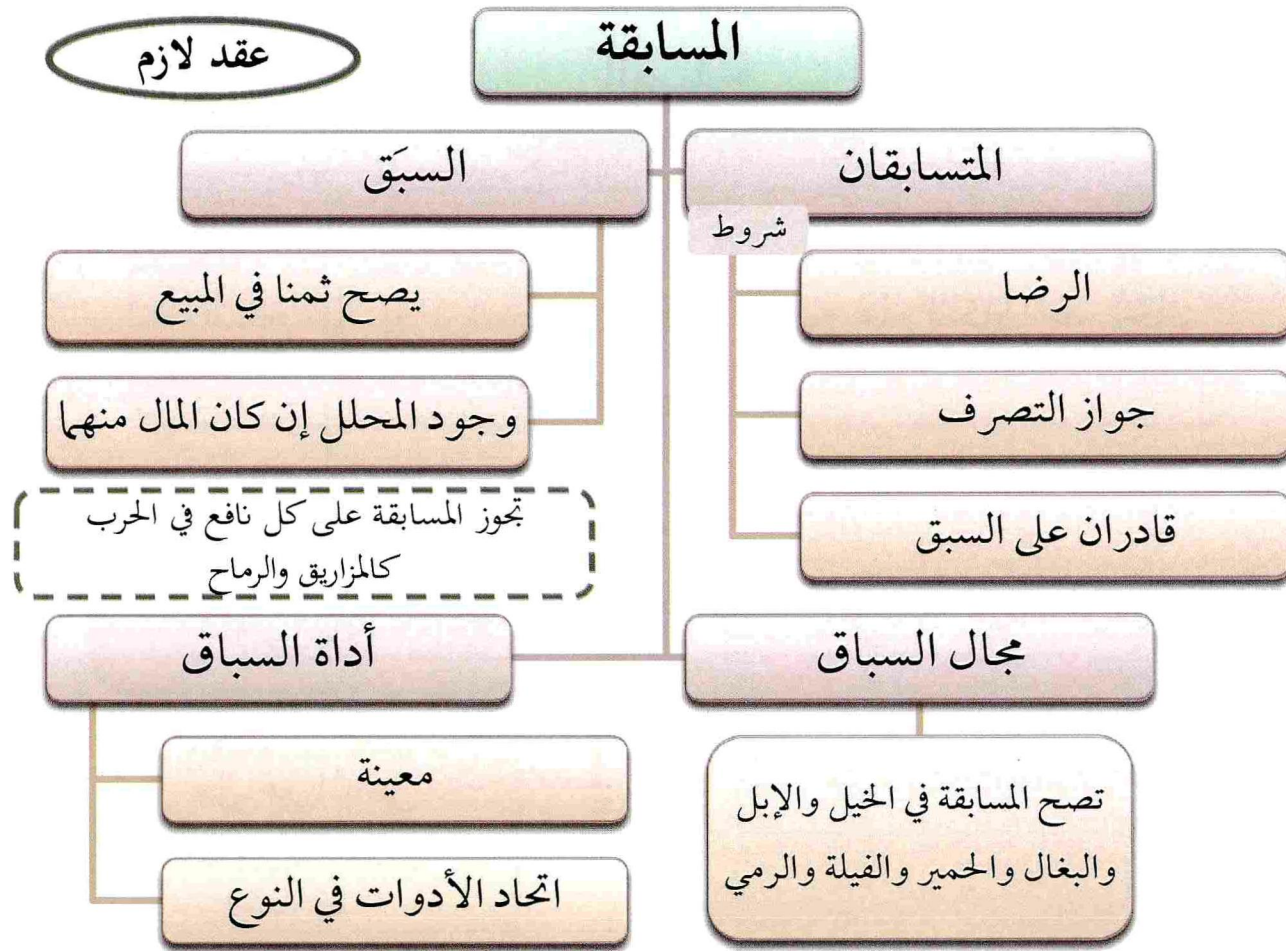 المسابقة
عقد لازم
المتسابقان
شروط
الرضا
جواز التصرف
قادران على السبق
السبَق
يصح ثمنا في المبيع
وجود المحلل إن كان المال منهما
تجوز المسابقة على كل نافع في الحرب
كالمزاريق والرماح
مجال السباق
تصح المسابقة في الخيل والإبل
والبغال والحمير والفيلة والرمي
أداة السباق
معينة
اتحاد الأدوات في النوع